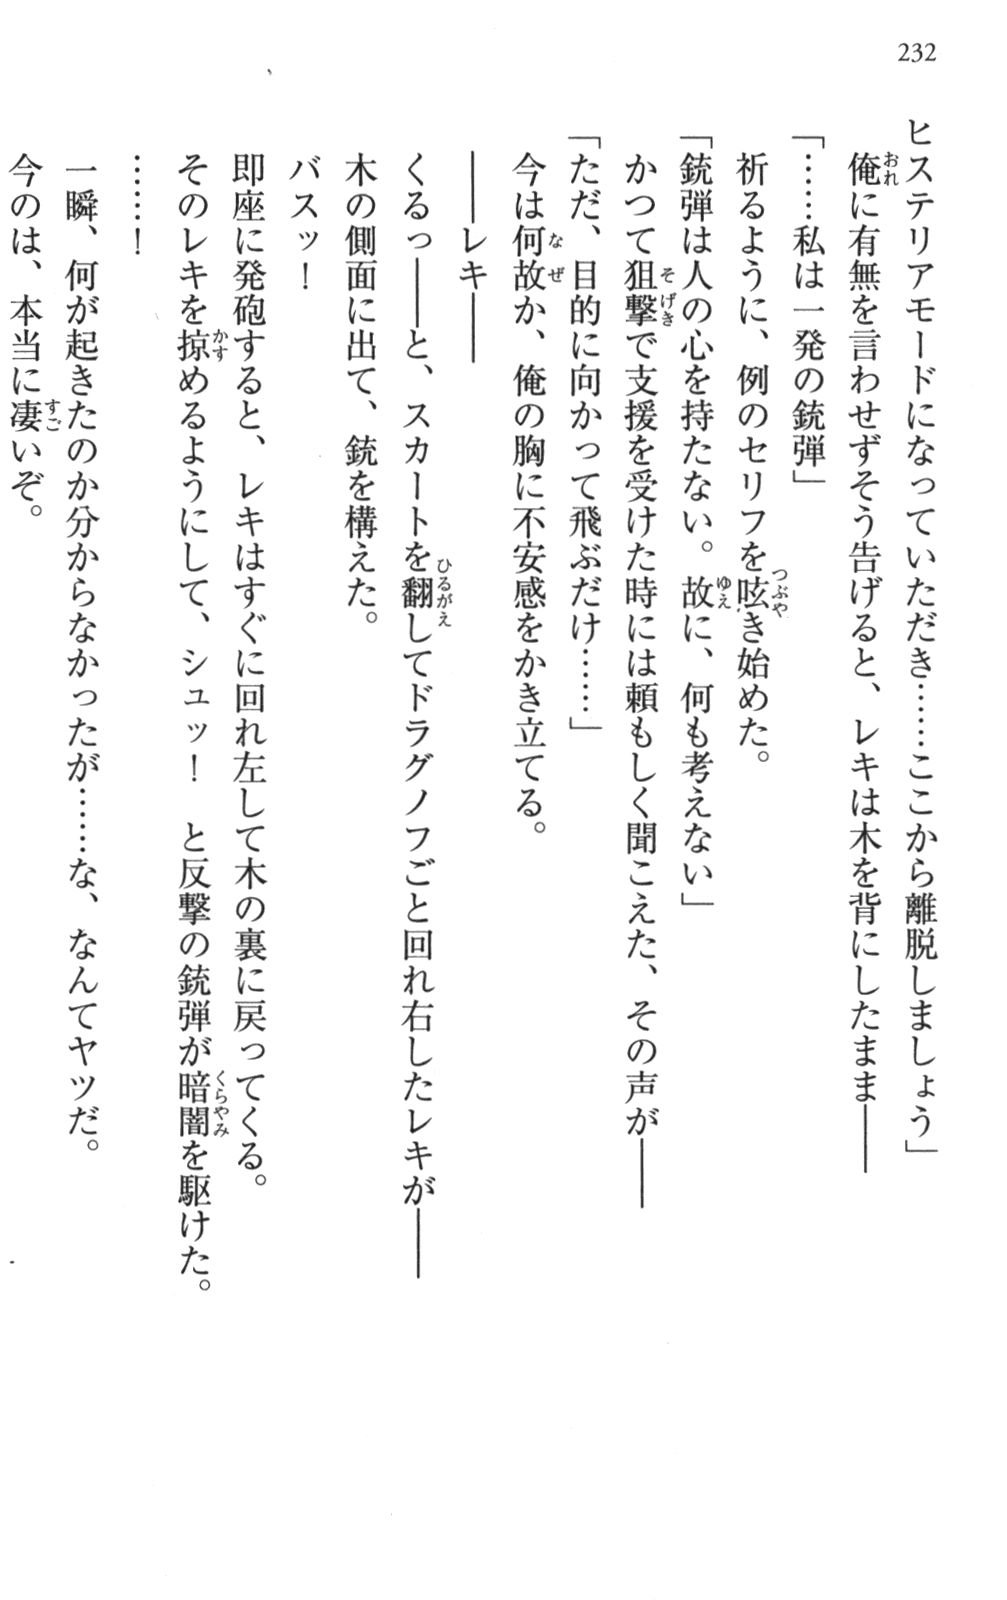 232
ヒステリアモードになっていただき……ここから離脱しましょう」
俺に有無を言わせずそう告げると、レキは木を背にしたまま――
「……私は一発の銃弾」
祈るように、例のセリフを呟き始めた。
「銃弾は人の心を持たない。故に、何も考えない」
かつて狙撃で支援を受けた時には頼もしく聞こえた、その声が――
「ただ、目的に向かって飛ぶだけ……」
今は何故か、俺の胸に不安感をかき立てる。
――レキ――
くるっ――と、スカートを翻してドラグノフごと回れ右したレキが――
木の側面に出て、銃を構えた。
バスッ！
即座に発砲すると、レキはすぐに回れ左して木の裏に戻ってくる。
そのレキを掠めるようにして、シュッ！　と反撃の銃弾が暗闇を駆けた。
……！
一瞬、何が起きたのか分からなかったが……な、なんてヤツだ。
今のは、本当に凄いぞ。